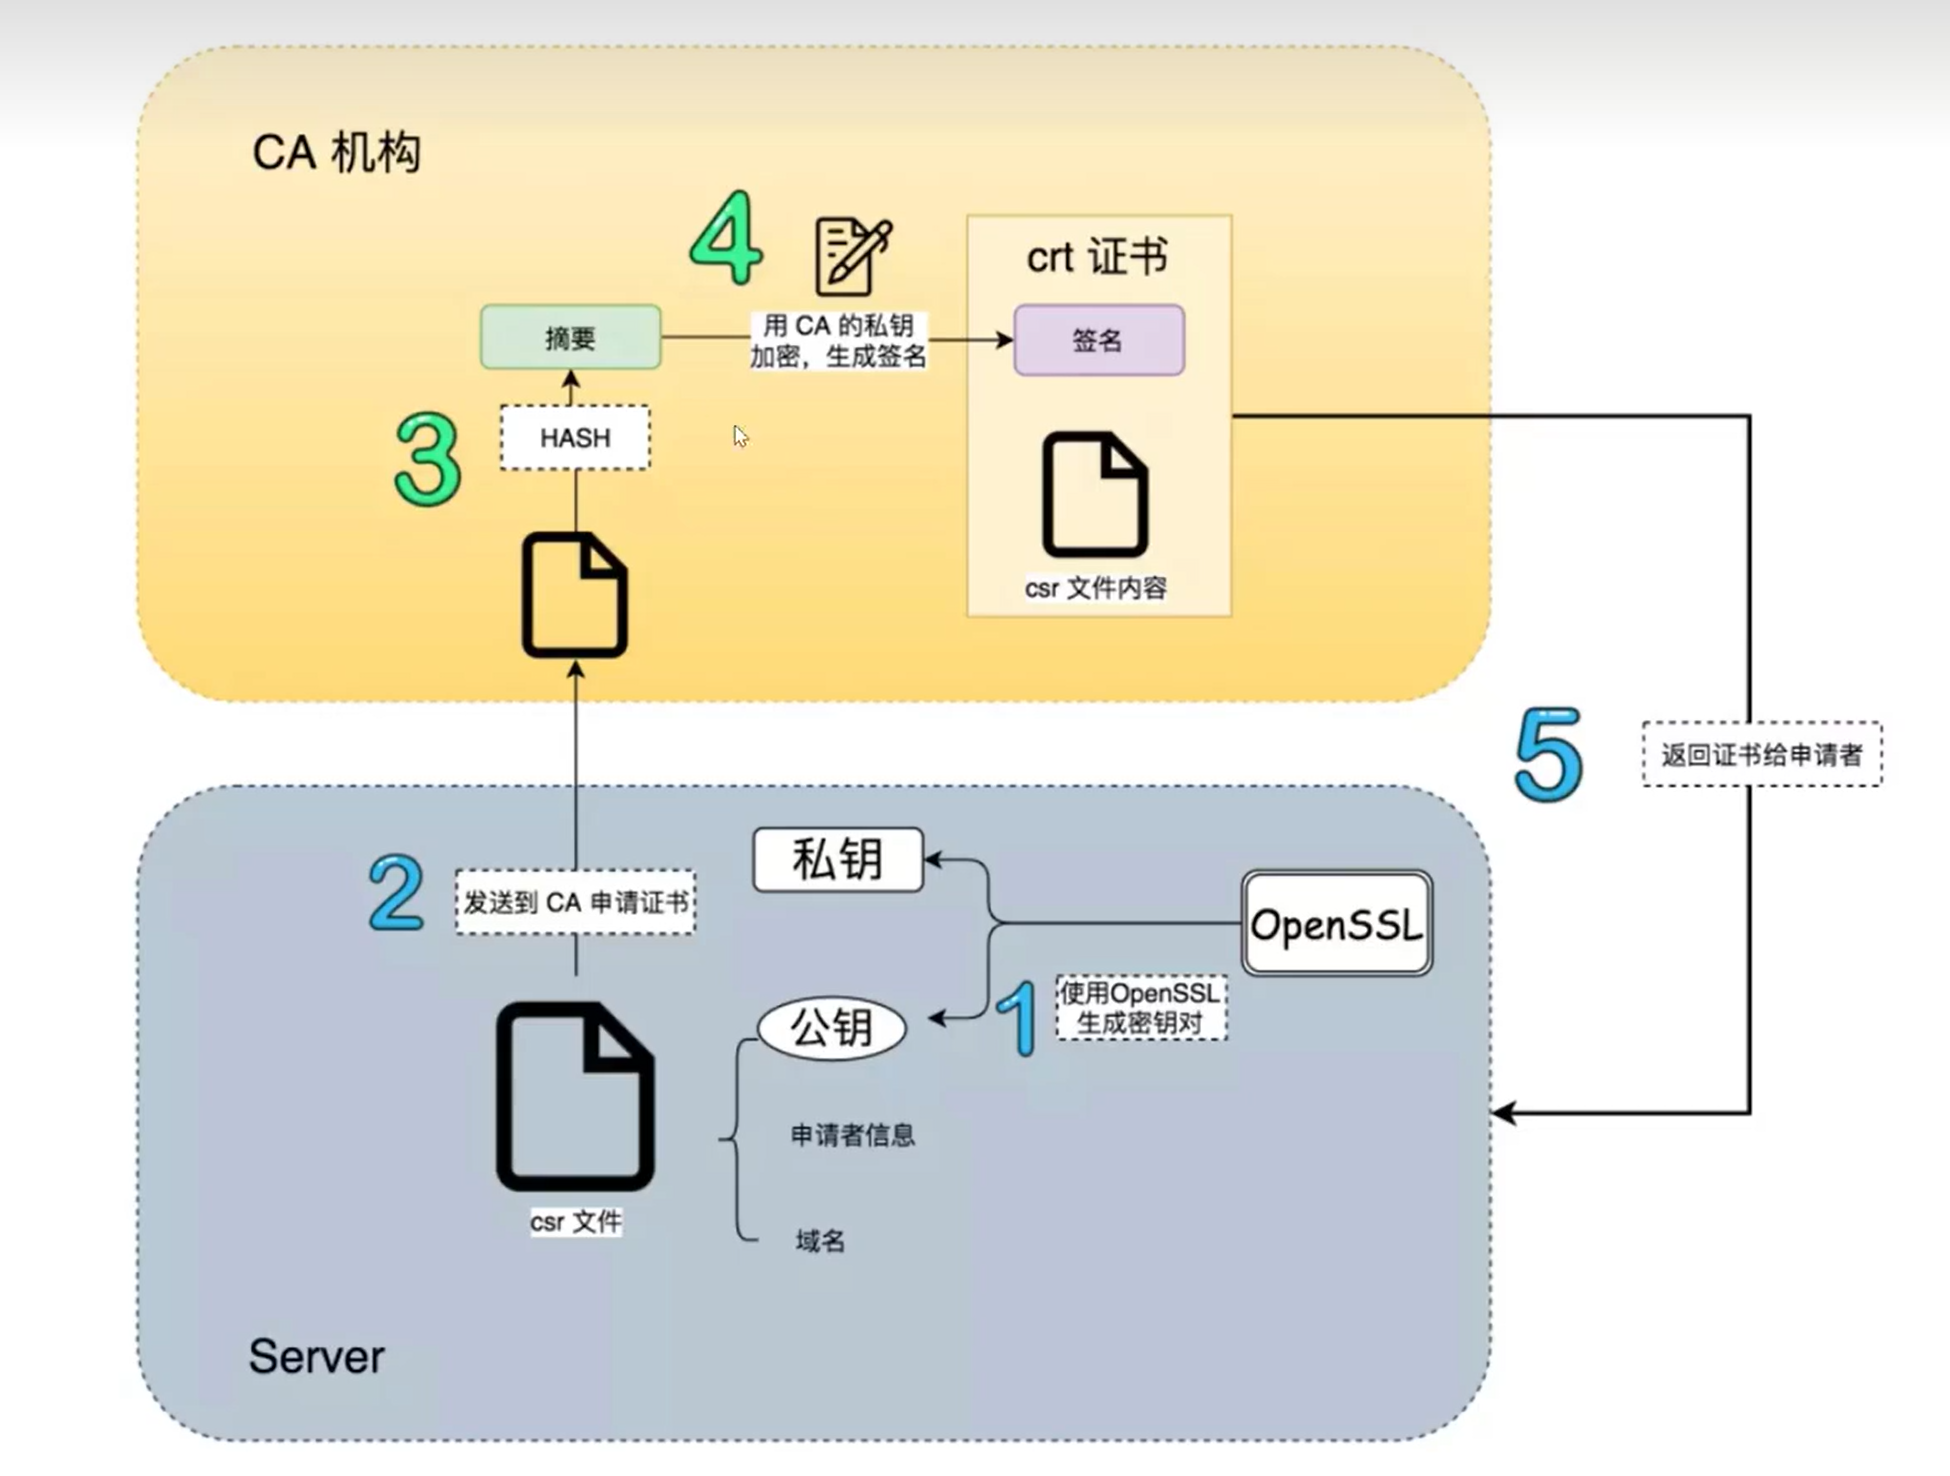 CA 机构
4
crt 证书
摘要
用 CA 的私钥
加密，生成签名
签名
3
HASH
csr 文件内容
5
返回证书给申请者
2
发送到 CA 申请证书
私钥
OpenSSL
1
使用OpenSSL
生成密钥对
公钥
申请者信息
csr 文件
域名
Server